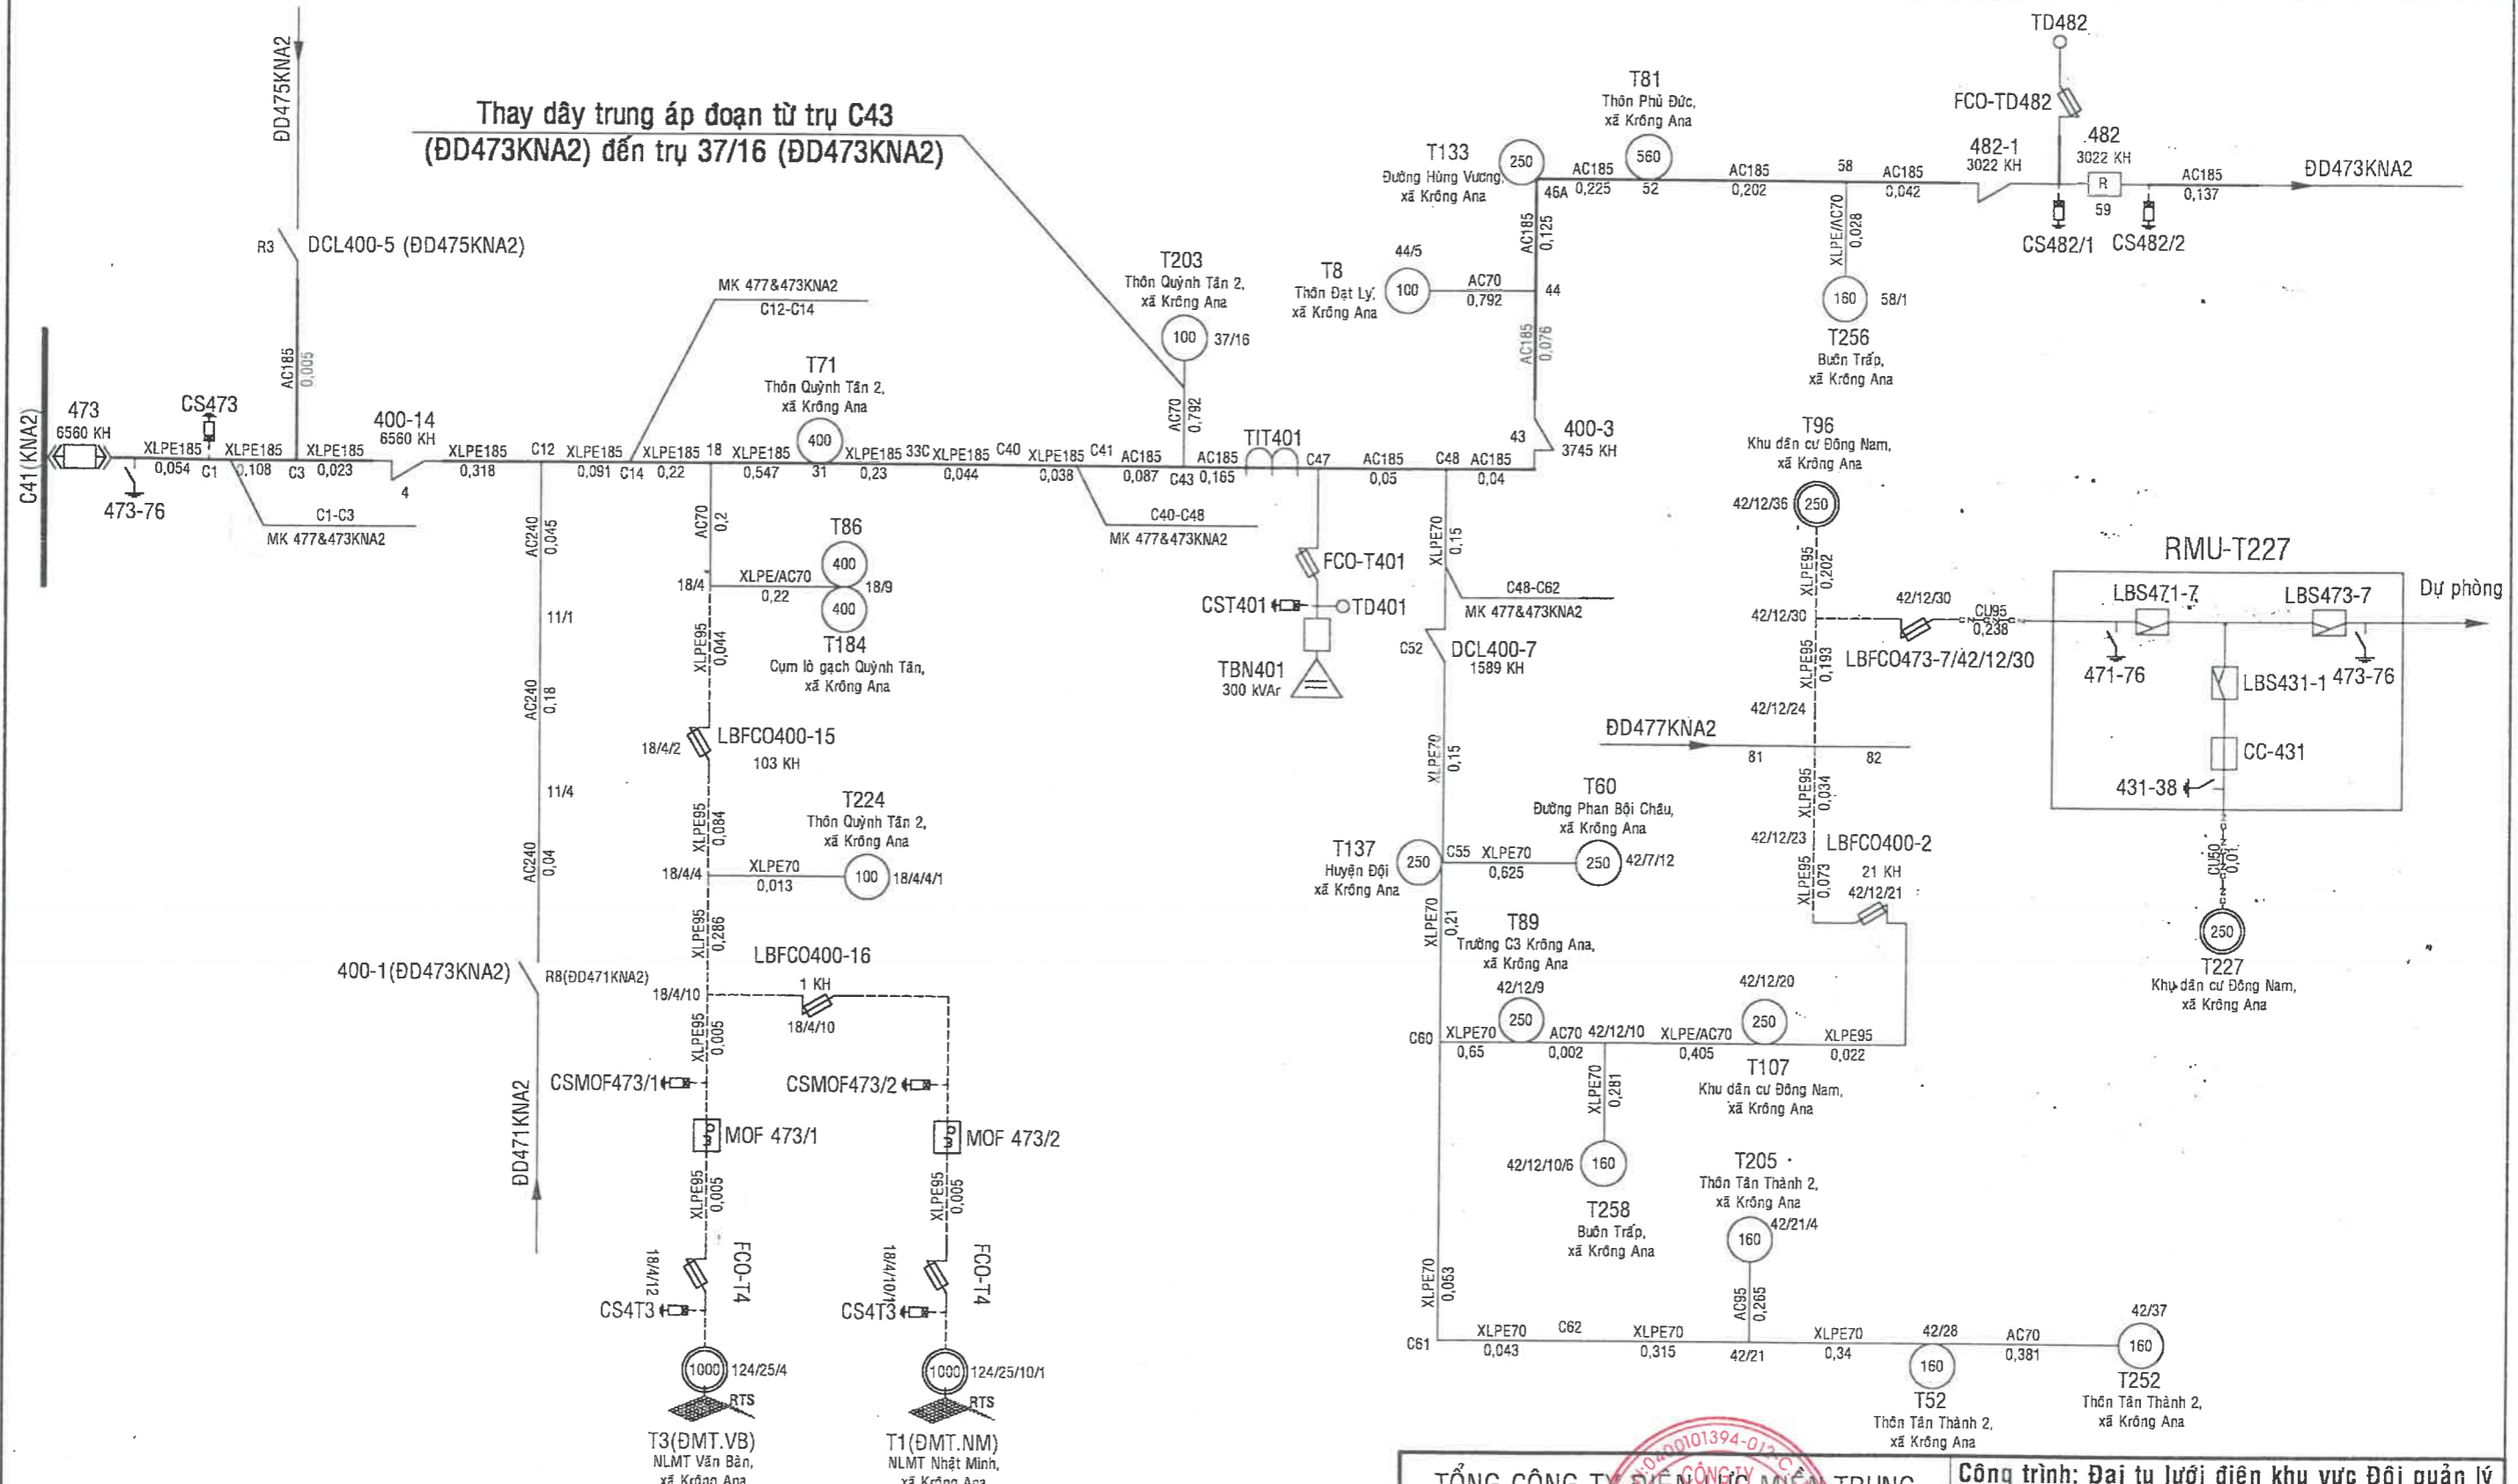 ĐD475KNA2
Thay dây trung áp đoạn từ trụ C43
(ĐD473KNA2) đến trụ 37/16 (ĐD473KNA2)
R3
DCL400-5 (ĐD475KNA2)
AC185
0,005
C41(KNA2)
473
6560 KH
473-76
XLPE185
0,054
CS473
C1
XLPE185
0,108
C3
XLPE185
0,023
C1-C3
MK 477&473KNA2
400-14
6560 KH
4
XLPE185
0,318
C12
XLPE185
0,091
C14
MK 477&473KNA2
C12-C14
XLPE185
0,22
18
XLPE185
0,547
T71
Thôn Quỳnh Tân 2,
xã Krông Ana
400
31
XLPE185
0,23
33C
XLPE185
0,044
C40
XLPE185
0,038
C41
C40-C48
MK 477&473KNA2
AC185
0,087
C43
T203
Thôn Quỳnh Tân 2,
xã Krông Ana
100
37/16
AC70
0,792
AC185
0,165
TIT401
C47
AC185
0,05
C48
AC185
0,04
43
400-3
3745 KH
AC185
0,076
44
T8
Thôn Đạt Lý,
xã Krông Ana
44/5
100
AC70
0,792
AC185
0,125
T133
Đường Hùng Vương,
xã Krông Ana
250
46A
AC185
0,225
T81
Thôn Phủ Đức,
xã Krông Ana
560
52
AC185
0,202
58
XLPE/AC70
0,028
160
58/1
T256
Buôn Trấp,
xã Krông Ana
AC185
0,042
482-1
3022 KH
TD482
FCO-TD482
482
3022 KH
R
59
CS482/1
CS482/2
AC185
0,137
ĐD473KNA2
AC240
0,045
11/1
AC240
0,18
11/4
AC240
0,04
400-1(ĐD473KNA2)
R8(ĐD471KNA2)
ĐD471KNA2
AC70
0,2
18/4
XLPE/AC70
0,22
T86
400
18/9
400
T184
Cụm lò gạch Quỳnh Tân,
xã Krông Ana
XLPE95
0,044
18/4/2
LBFCO400-15
103 KH
XLPE95
0,084
18/4/4
XLPE70
0,013
T224
Thôn Quỳnh Tân 2,
xã Krông Ana
100
18/4/4/1
XLPE95
0,286
18/4/10
LBFCO400-16
1 KH
18/4/10
XLPE95
0,005
CSMOF473/1
MOF 473/1
XLPE95
0,005
18/4/12
FCO-T4
CS4T3
1000
124/25/4
RTS
T3(ĐMT.VB)
NLMT Văn Bản,
xã Krông Ana
CSMOF473/2
MOF 473/2
XLPE95
0,005
18/4/10/1
FCO-T4
CS4T3
1000
124/25/10/1
RTS
T1(ĐMT.NM)
NLMT Nhật Minh,
xã Krông Ana
FCO-T401
CST401
TD401
TBN401
300 kVAr
XLPE70
0,15
C48-C62
MK 477&473KNA2
C52
DCL400-7
1589 KH
XLPE70
0,15
T137
Huyện Đội
xã Krông Ana
250
C55
XLPE70
0,625
T60
Đường Phan Bội Châu,
xã Krông Ana
250
42/7/12
XLPE70
0,21
T89
Trường C3 Krông Ana,
xã Krông Ana
42/12/9
250
C60
XLPE70
0,65
AC70
0,002
42/12/10
XLPE/AC70
0,405
42/12/20
250
T107
Khu dân cư Đông Nam,
xã Krông Ana
XLPE95
0,022
XLPE70
0,281
42/12/10/6
160
T258
Buôn Trấp,
xã Krông Ana
LBFCO400-2
21 KH
42/12/21
XLPE95
0,073
42/12/23
XLPE95
0,034
ĐD477KNA2
81
82
42/12/24
XLPE95
0,193
42/12/30
XLPE95
0,202
T96
Khu dân cư Đông Nam,
xã Krông Ana
42/12/36
250
42/12/30
LBFCO473-7/42/12/30
CU95
0,238
RMU-T227
LBS471-7
471-76
LBS473-7
473-76
Dự phòng
LBS431-1
CC-431
431-38
CU50
0,01
250
T227
Khu dân cư Đông Nam,
xã Krông Ana
XLPE70
0,053
C61
XLPE70
0,043
C62
XLPE70
0,315
42/21
AC95
0,265
T205
Thôn Tân Thành 2,
xã Krông Ana
42/21/4
160
XLPE70
0,34
42/28
160
T52
Thôn Tân Thành 2,
xã Krông Ana
AC70
0,381
42/37
160
T252
Thôn Tân Thành 2,
xã Krông Ana
0400101394-012-C
CÔNG TY
TỔNG CÔNG TY ĐIỆN LỰC MIỀN TRUNG
Công trình: Đại tu lưới điện khu vực Đội quản lý